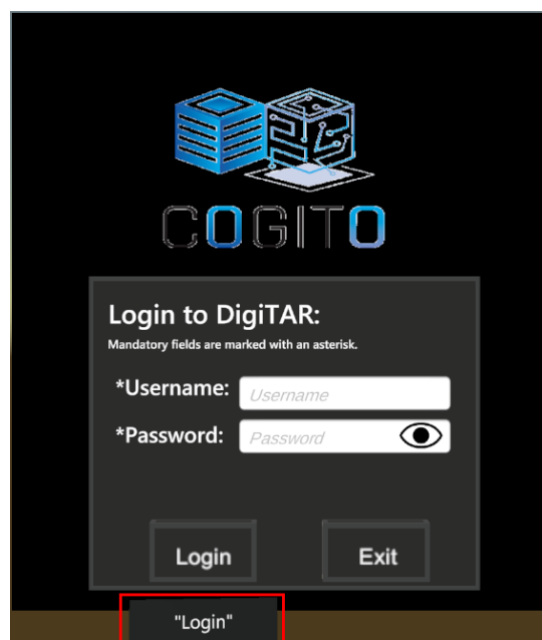 COGITO
Login to DigiTAR:
Mandatory fields are marked with an asterisk.
*Username: Username
*Password: Password
Login Exit
"Login"